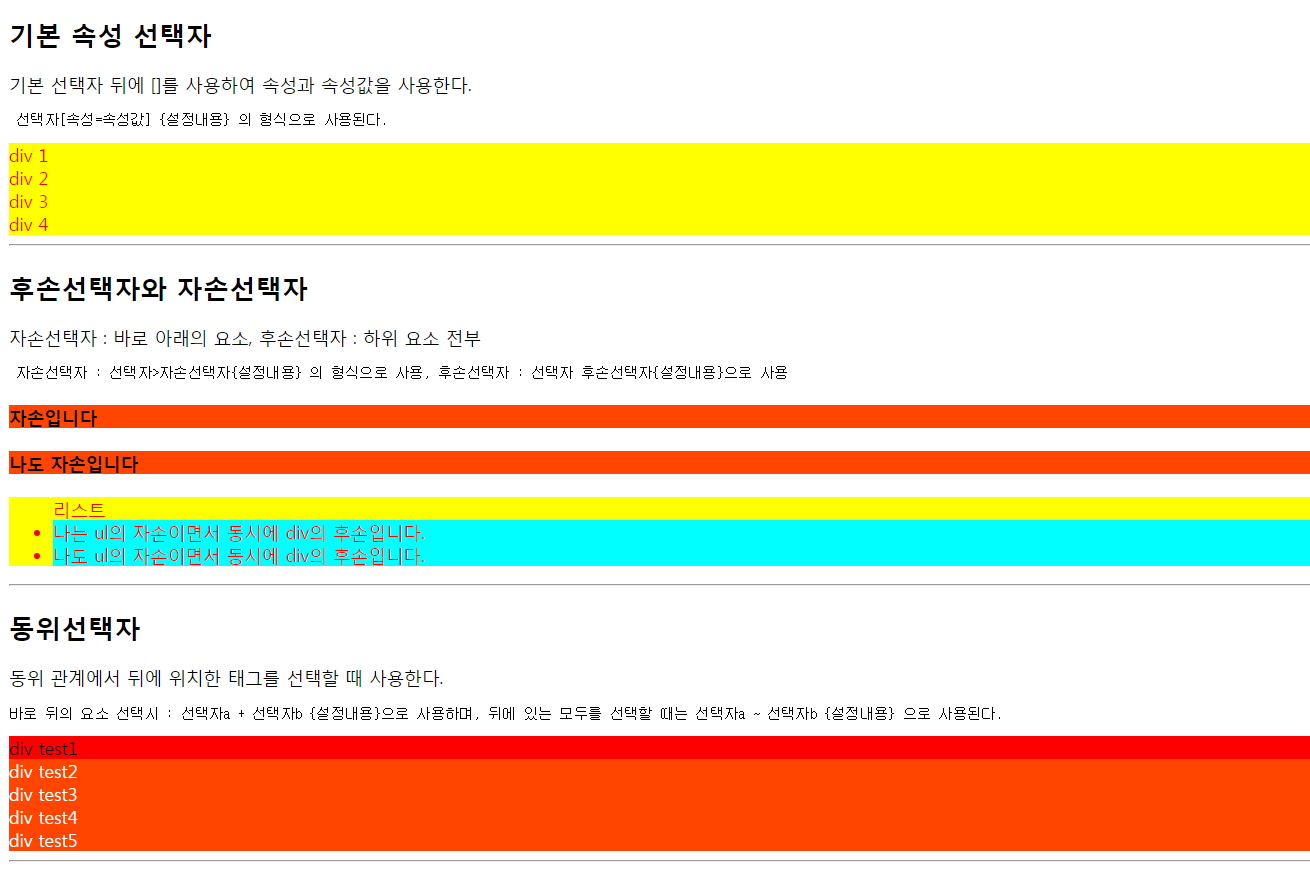 기본 속성 선택자
기본 선택자 뒤에 []를 사용하여 속성과 속성값을 사용한다.
선택자[속성=속성값] {설정내용} 의 형식으로 사용된다.
div 1
div 2
div 3
div 4
후손선택자와 자손선택자
자손선택자 : 바로 아래의 요소, 후손선택자 : 하위 요소 전부
자손선택자 : 선택자>자손선택자{설정내용} 의 형식으로 사용, 후손선택자 : 선택자 후손선택자{설정내용}으로 사용
자손입니다
나도 자손입니다
리스트
• 나는 ul의 자손이면서 동시에 div의 후손입니다.
• 나도 ul의 자손이면서 동시에 div의 후손입니다.
동위선택자
동위 관계에서 뒤에 위치한 태그를 선택할 때 사용한다.
바로 뒤의 요소 선택시 : 선택자a + 선택자b {설정내용}으로 사용하며, 뒤에 있는 모두를 선택할 때는 선택자a ~ 선택자b {설정내용} 으로 사용된다.
div test1
div test2
div test3
div test4
div test5